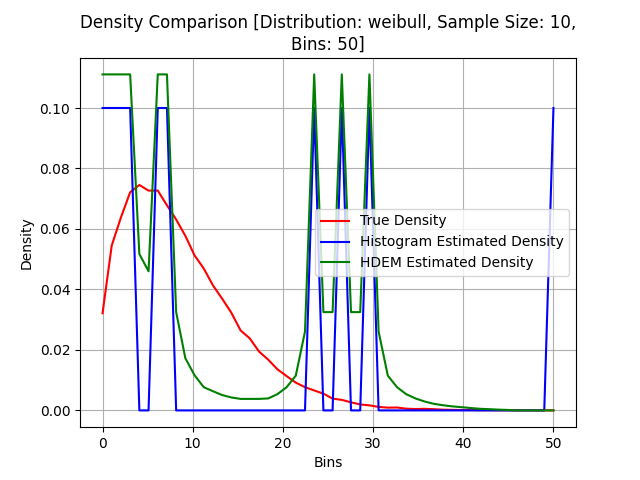 Density Comparison [Distribution: weibull, Sample Size: 10,
Bins: 50]
Density
0.10
0.08
0.06
0.04
0.02
0.00
True Density
Histogram Estimated Density
HDEM Estimated Density
0 10 20 30 40 50
Bins